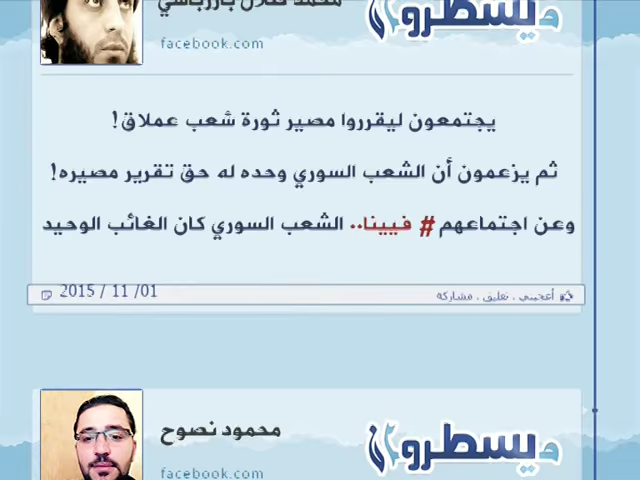 facebook.com
يجتمعون ليقرروا مصير ثورة شعب عملاق!
ثم يزعمون أن الشعب السوري وحده له حق تقرير مصيره!
وعن اجتماعهم # فيينا.. الشعب السوري كان الغائب الوحيد
2015 / 11 /01
أعجبني . تعليق . مشاركة
محمود نصوح
facebook.com